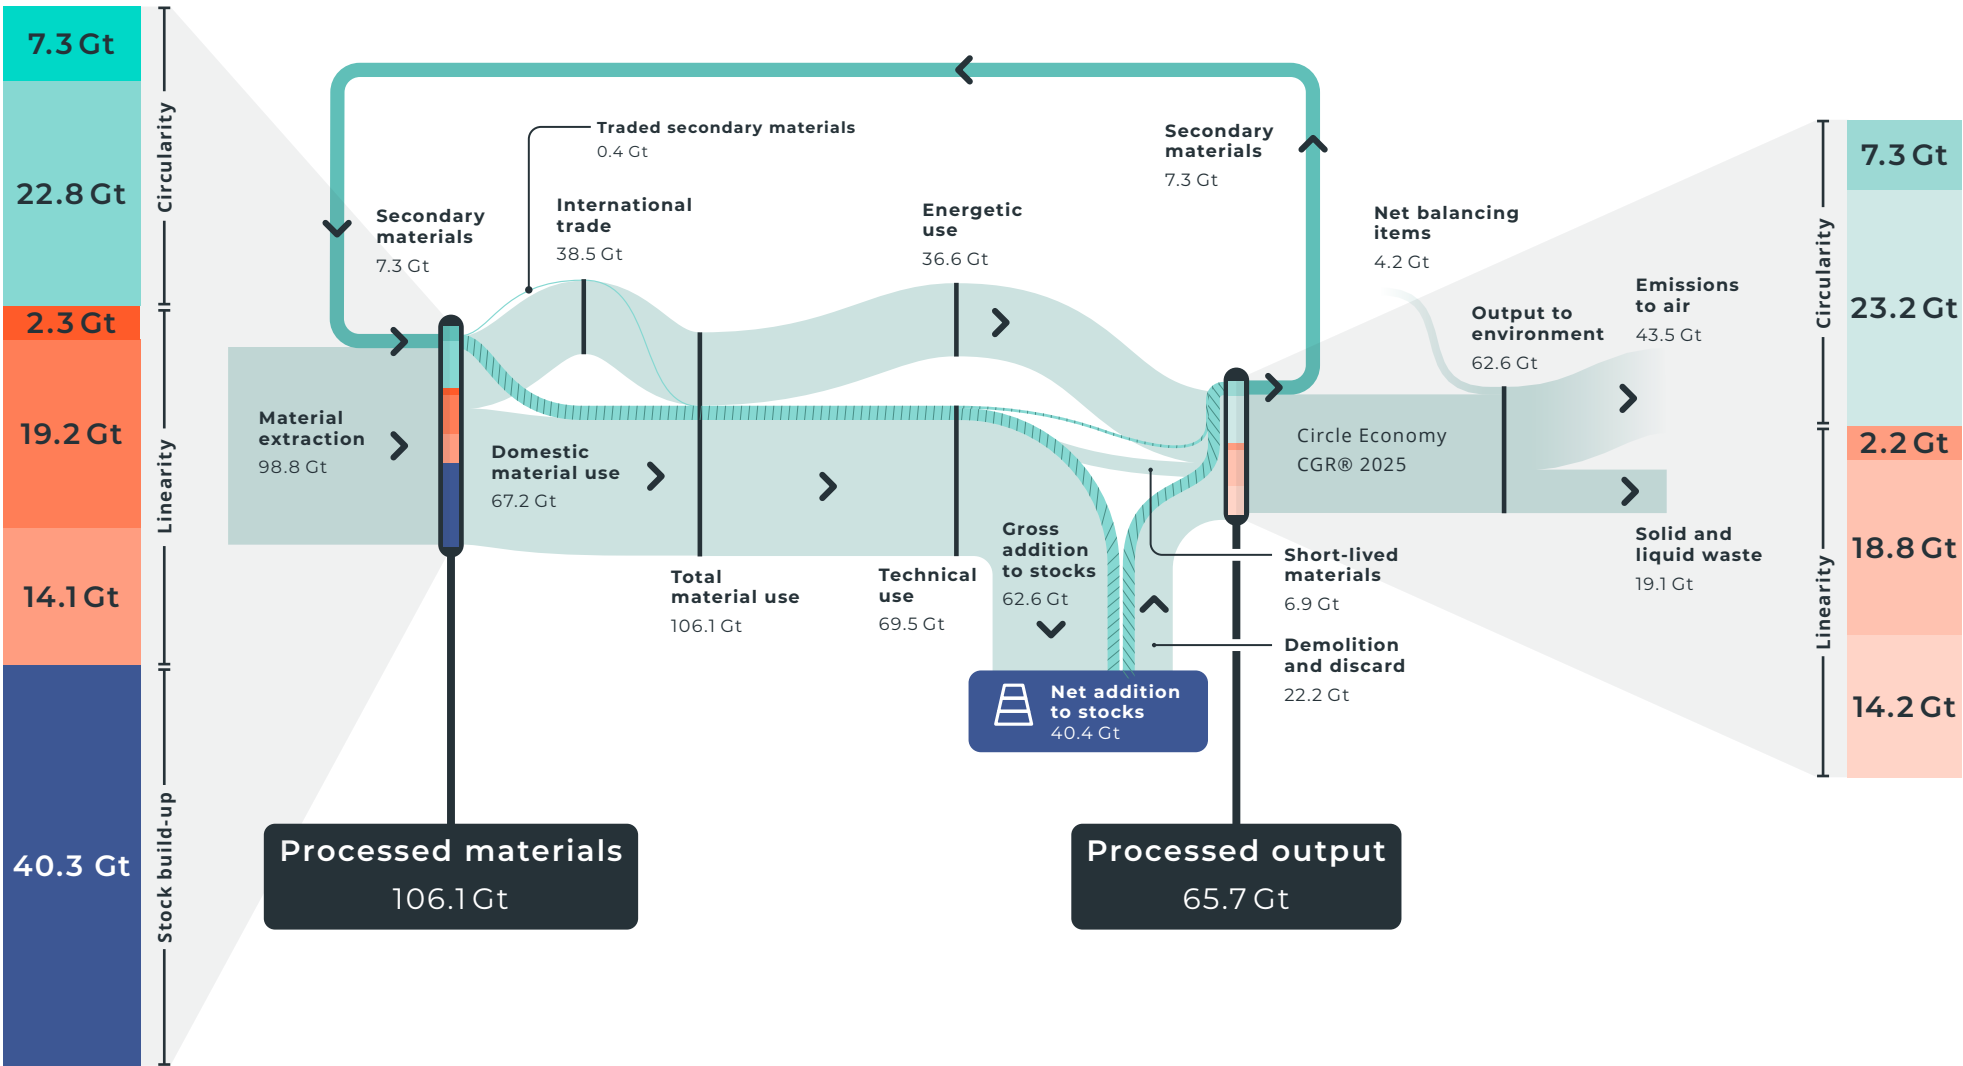 7.3 Gt
22.8 Gt
2.3 Gt
19.2 Gt
14.1 Gt
40.3 Gt
Circularity
Linearity
Stock build-up
Material
extraction
98.8 Gt
Secondary
materials
7.3 Gt
Traded secondary materials
0.4 Gt
International
trade
38.5 Gt
Domestic
material use
67.2 Gt
Total
material use
106.1 Gt
Energetic
use
36.6 Gt
Technical
use
69.5 Gt
Gross
addition
to stocks
62.6 Gt
Net addition
to stocks
40.4 Gt
Secondary
materials
7.3 Gt
Short-lived
materials
6.9 Gt
Demolition
and discard
22.2 Gt
Circle Economy
CGR® 2025
Net balancing
items
4.2 Gt
Output to
environment
62.6 Gt
Emissions
to air
43.5 Gt
Solid and
liquid waste
19.1 Gt
Processed materials
106.1 Gt
Processed output
65.7 Gt
Circularity
Linearity
7.3 Gt
23.2 Gt
2.2 Gt
18.8 Gt
14.2 Gt